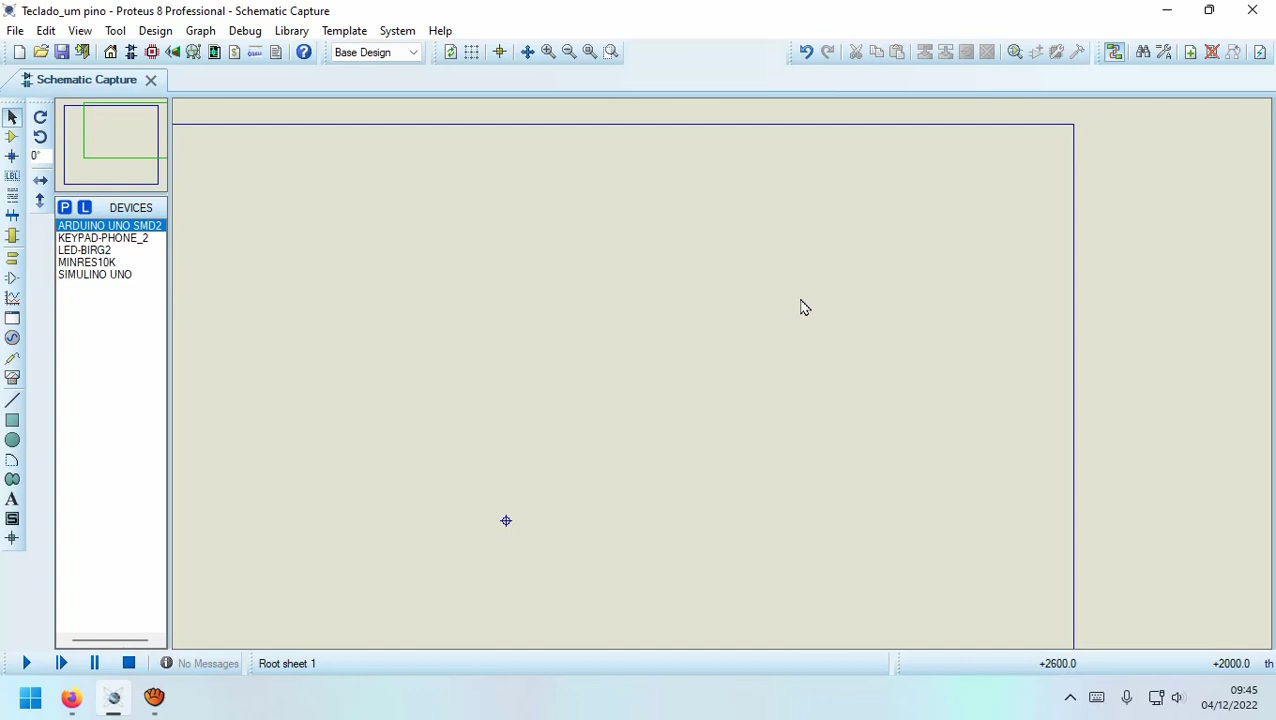 Teclado_um pino - Proteus 8 Professional - Schematic Capture
File Edit View Tool Design Graph Debug Library Template System Help
Base Design
Schematic Capture
0°
P L DEVICES
ARDUINO UNO SMD2
KEYPAD-PHONE_2
LED-BIRG2
MINRES10K
SIMULINO UNO
LBL
A
S
No Messages
Root sheet 1
+2600.0
+2000.0
th
09:45
04/12/2022